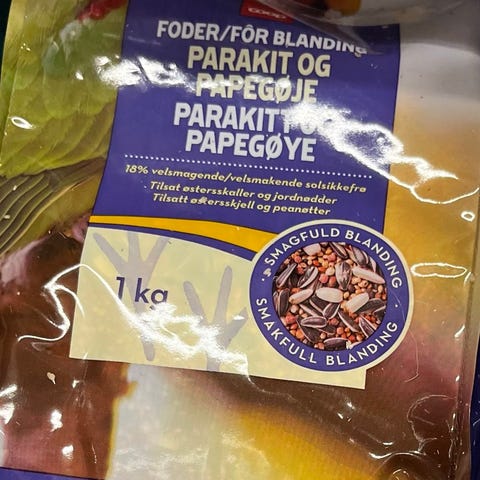 coop
FODER/FÔR BLANDING
PARAKIT OG
PAPEGØJE
PARAKITT OG
PAPEGØYE
18% velsmagende/velsmakende solsikkefrø
Tilsat østersskaller og jordnødder
Tilsatt østersskjell og peanøtter
1 kg
SMAGFULD BLANDING
SMAKFULL BLANDING